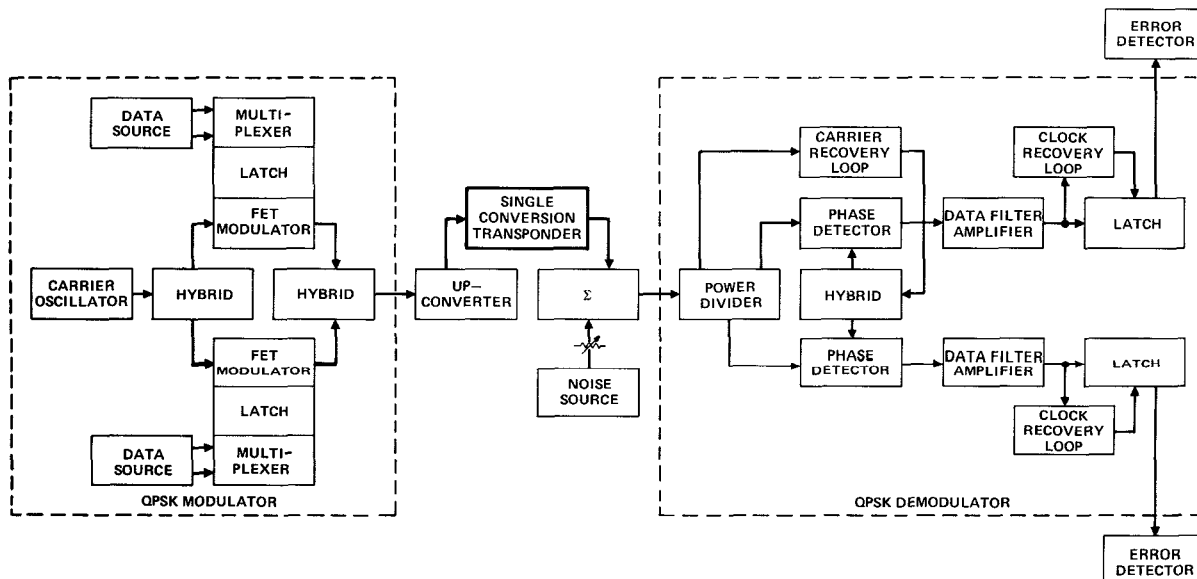 ERROR
DETECTOR
DATA
SOURCE
MULTI-
PLEXER
LATCH
FET
MODULATOR
CARRIER
OSCILLATOR
HYBRID
HYBRID
FET
MODULATOR
LATCH
DATA
SOURCE
MULTI-
PLEXER
QPSK MODULATOR
UP-
CONVERTER
SINGLE
CONVERSION
TRANSPONDER
Σ
NOISE
SOURCE
POWER
DIVIDER
CARRIER
RECOVERY
LOOP
PHASE
DETECTOR
HYBRID
PHASE
DETECTOR
DATA FILTER
AMPLIFIER
CLOCK
RECOVERY
LOOP
LATCH
DATA FILTER
AMPLIFIER
LATCH
CLOCK
RECOVERY
LOOP
QPSK DEMODULATOR
ERROR
DETECTOR